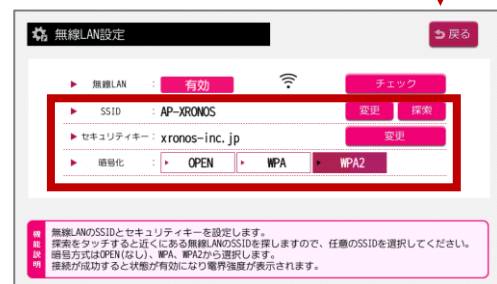 無線LAN設定
戻る
無線LAN : 有効 チェック
SSID : AP-XRONOS 変更 探索
セキュリティキー : xronos-inc.jp 変更
暗号化 : OPEN WPA WPA2
機能説明
無線LANのSSIDとセキュリティキーを設定します。
探索をタッチすると近くにある無線LANのSSIDを探しますので、任意のSSIDを選択してください。
暗号方式はOPEN(なし)、WPA、WPA2から選択します。
接続が成功すると状態が有効になり電界強度が表示されます。